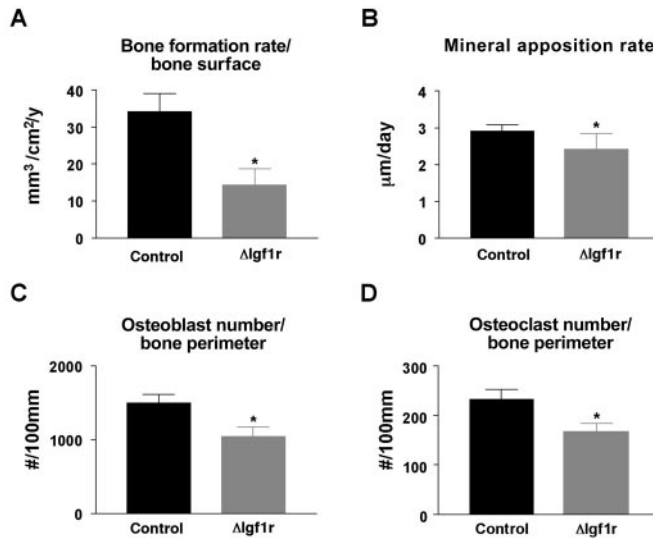 A
Bone formation rate/
bone surface
mm³/cm²/y
40
30
20
10
0
*
Control
ΔIgf1r
B
Mineral apposition rate
μm/day
4
3
2
1
0
*
Control
ΔIgf1r
C
Osteoblast number/
bone perimeter
#/100mm
2000
1000
0
*
Control
ΔIgf1r
D
Osteoclast number/
bone perimeter
#/100mm
300
200
100
0
*
Control
ΔIgf1r